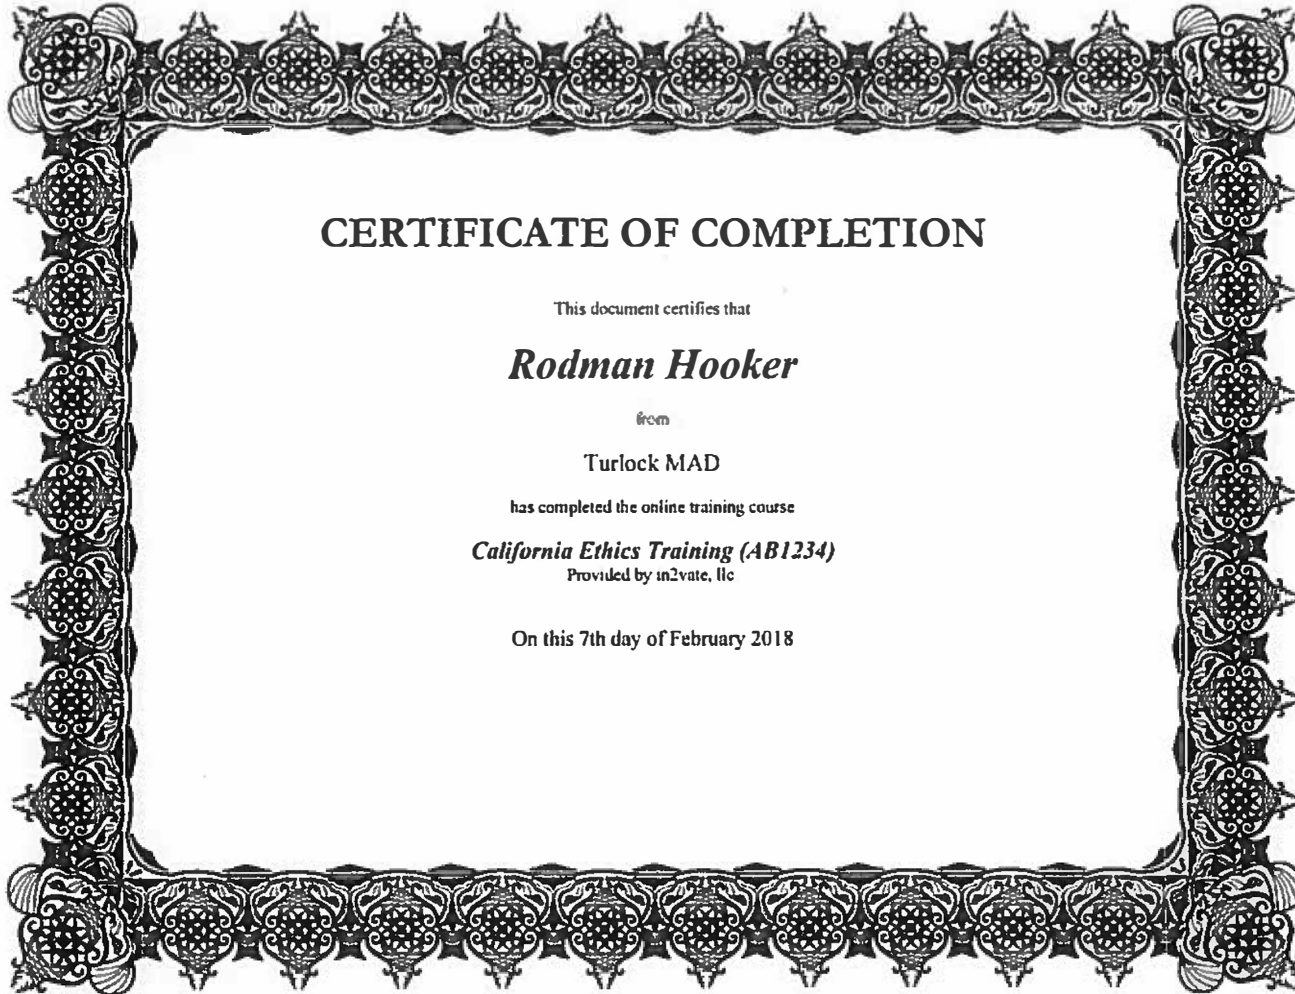 CERTIFICATE OF COMPLETION
This document certifies that
Rodman Hooker
from
Turlock MAD
has completed the online training course
California Ethics Training (AB1234)
Provided by in2vate, llc
On this 7th day of February 2018